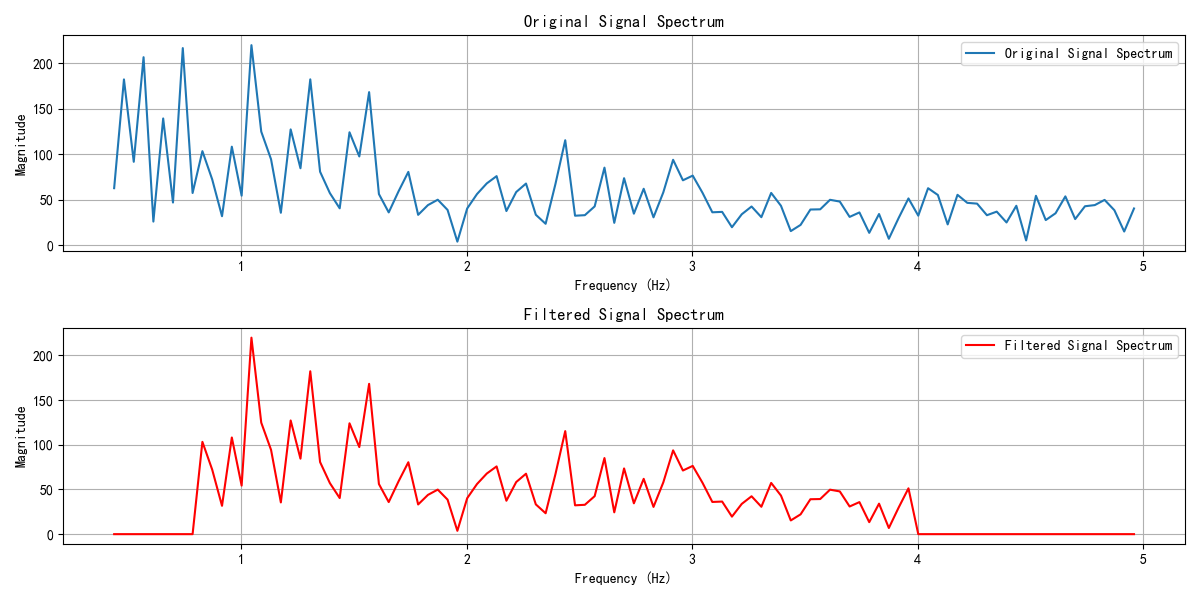 Original Signal Spectrum
Original Signal Spectrum
Magnitude
200
150
100
50
0
1
2
3
4
5
Frequency (Hz)
Filtered Signal Spectrum
Filtered Signal Spectrum
Magnitude
200
150
100
50
0
1
2
3
4
5
Frequency (Hz)